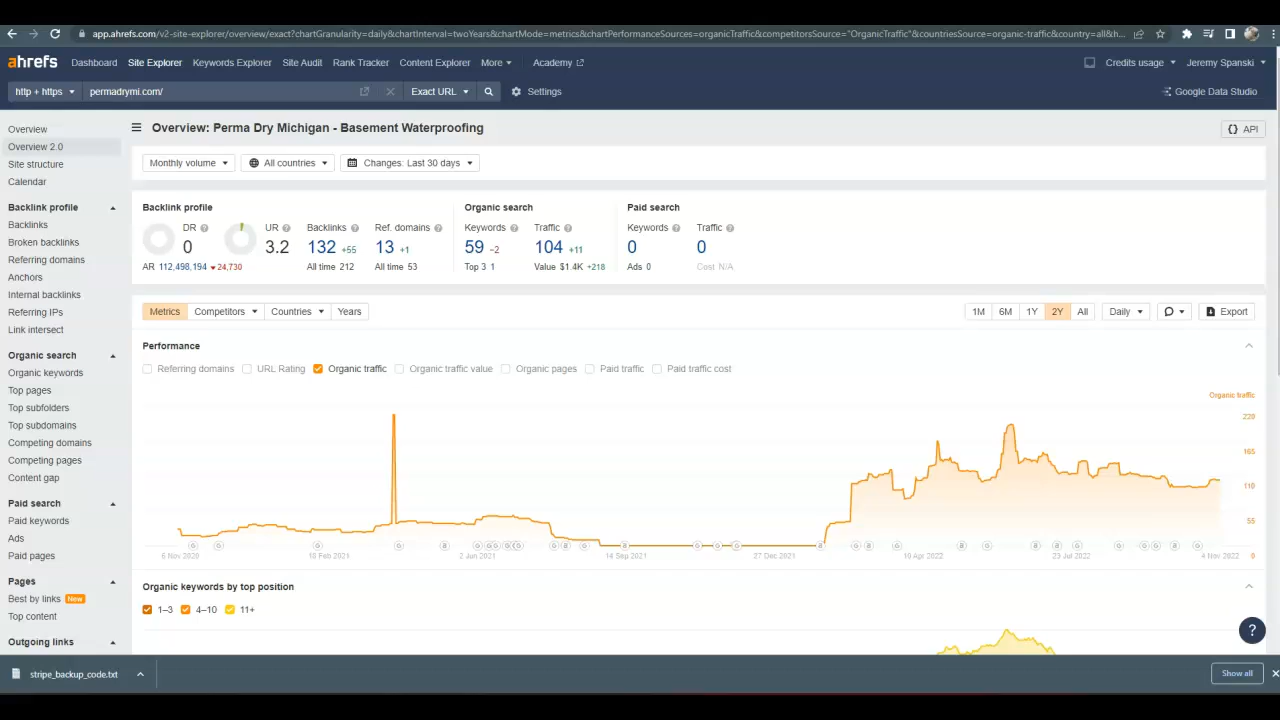 app.ahrefs.com/v2-site-explorer/overview/exact?chartGranularity=daily&chartInterval=twoYears&chartMode=metrics&chartPerformanceSources=organicTraffic&competitorsSource="OrganicTraffic"&countriesSource=organic-traffic&country=all&h...
ahrefs Dashboard Site Explorer Keywords Explorer Site Audit Rank Tracker Content Explorer More Academy Credits usage Jeremy Spanski
http + https permadrymi.com/ Exact URL Settings Google Data Studio
Overview
Overview 2.0
Site structure
Calendar
Backlink profile
Backlinks
Broken backlinks
Referring domains
Anchors
Internal backlinks
Referring IPs
Link intersect
Organic search
Organic keywords
Top pages
Top subfolders
Top subdomains
Competing domains
Competing pages
Content gap
Paid search
Paid keywords
Ads
Paid pages
Pages
Best by links New
Top content
Outgoing links
Overview: Perma Dry Michigan - Basement Waterproofing
{} API
Monthly volume All countries Changes: Last 30 days
Backlink profile Organic search Paid search
DR ? UR ? Backlinks ? Ref. domains ? Keywords ? Traffic ? Keywords ? Traffic ?
0 3.2 132 +55 13 +1 59 −2 104 +11 0 0
AR 112,498,194 24,730 All time 212 All time 53 Top 3 1 Value $1.4K +218 Ads 0 Cost N/A
Metrics Competitors Countries Years 1M 6M 1Y 2Y All Daily Export
Performance
Referring domains URL Rating Organic traffic Organic traffic value Organic pages Paid traffic Paid traffic cost
Organic traffic
220
165
110
55
0
6 Nov 2020 18 Feb 2021 2 Jun 2021 14 Sep 2021 27 Dec 2021 10 Apr 2022 23 Jul 2022 4 Nov 2022
Organic keywords by top position
1–3 4–10 11+
?
stripe_backup_code.txt Show all